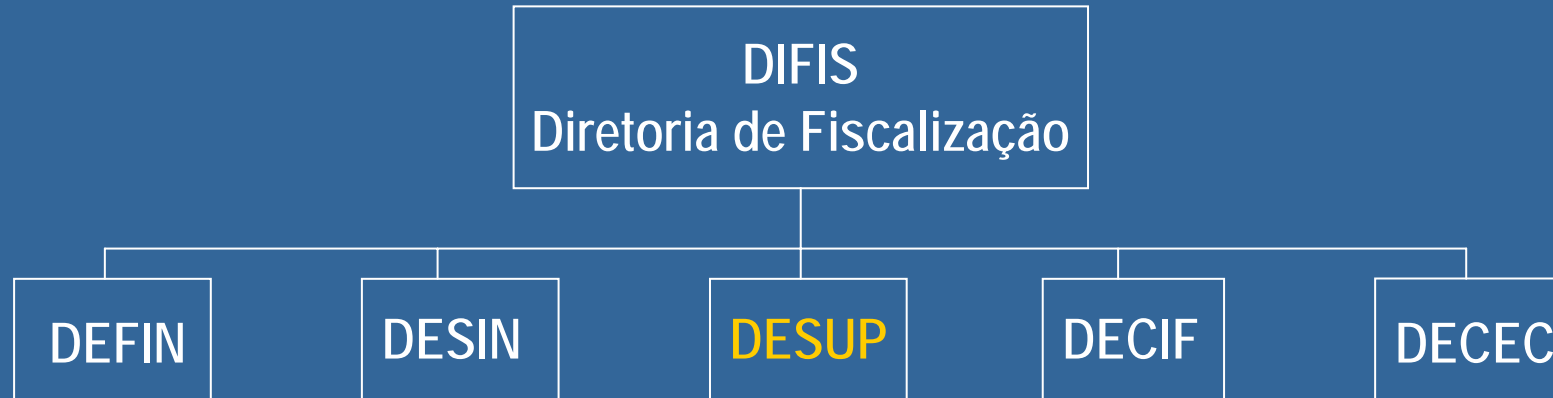 DIFIS
Diretoria de Fiscalização
DEFIN
DESIN
DESUP
DECIF
DECEC